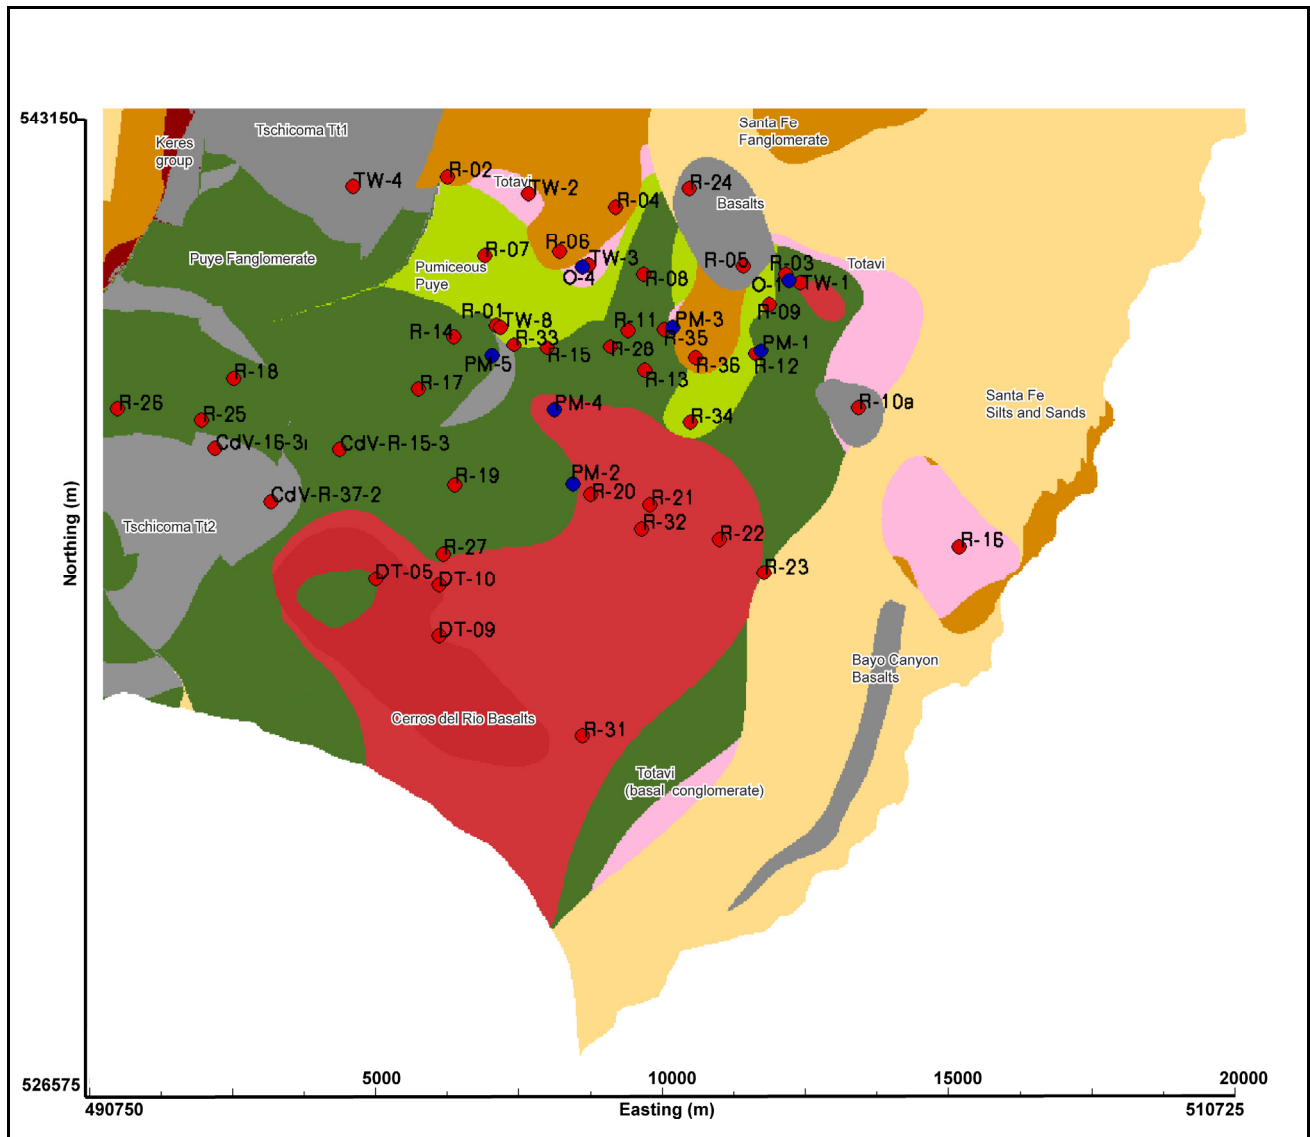 543150
Tschicoma Tt1
Santa Fe
Fanglomerate
Keres
group
R-02
TW-4
Totavi
TW-2
R-24
R-04
Basalts
R-06
R-07
TW-3
R-05
R-03
Totavi
Puye Fanglomerate
Pumiceous
Puye
O-4
R-08
O-1
TW-1
R-09
R-01
TW-8
R-11
PM-3
R-14
R-33
R-35
PM-1
PM-5
R-15
R-28
R-36
R-12
R-18
R-17
R-13
R-26
R-25
PM-4
R-34
R-10a
Santa Fe
Silts and Sands
CdV-16-3i
CdV-R-15-3
R-19
PM-2
R-20
CdV-R-37-2
R-21
Tschicoma Tt2
R-32
R-22
R-16
R-27
R-23
DT-05
DT-10
DT-09
Bayo Canyon
Basalts
Cerros del Rio Basalts
R-31
Totavi
(basal conglomerate)
Northing (m)
526575
5000
10000
15000
20000
490750
Easting (m)
510725